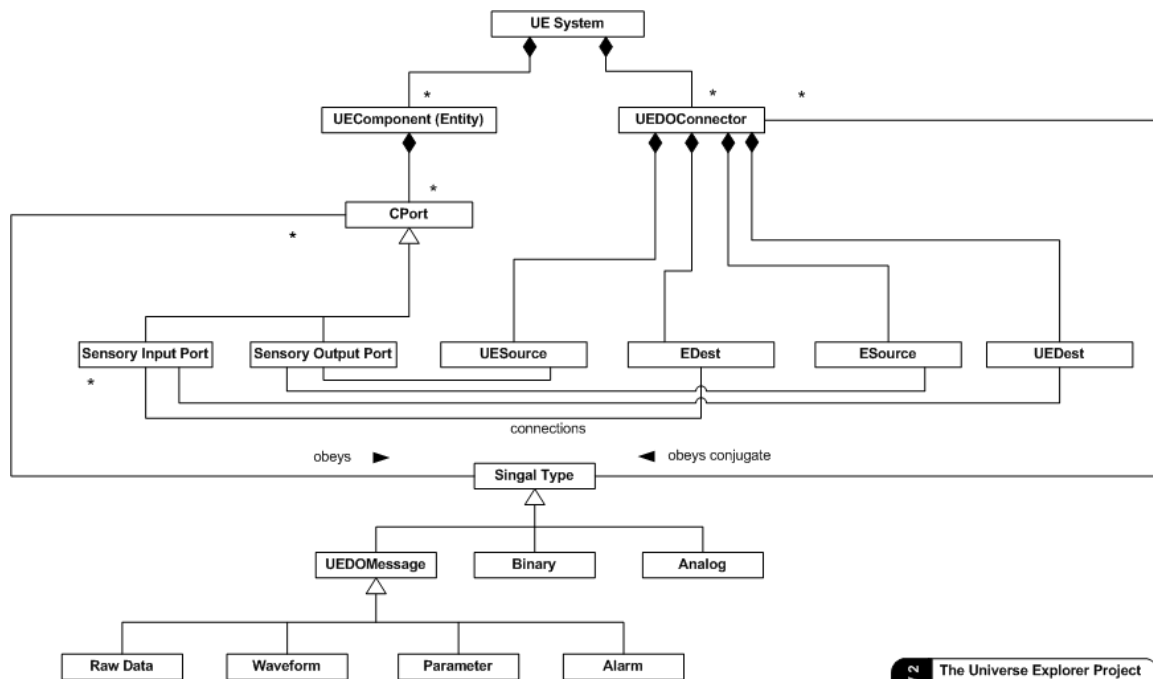 UE System
*
*
*
UEComponent (Entity)
UEDOConnector
*
CPort
*
Sensory Input Port
Sensory Output Port
UESource
EDest
ESource
UEDest
*
connections
obeys
obeys conjugate
Singal Type
UEDOMessage
Binary
Analog
Raw Data
Waveform
Parameter
Alarm
The Universe Explorer Project